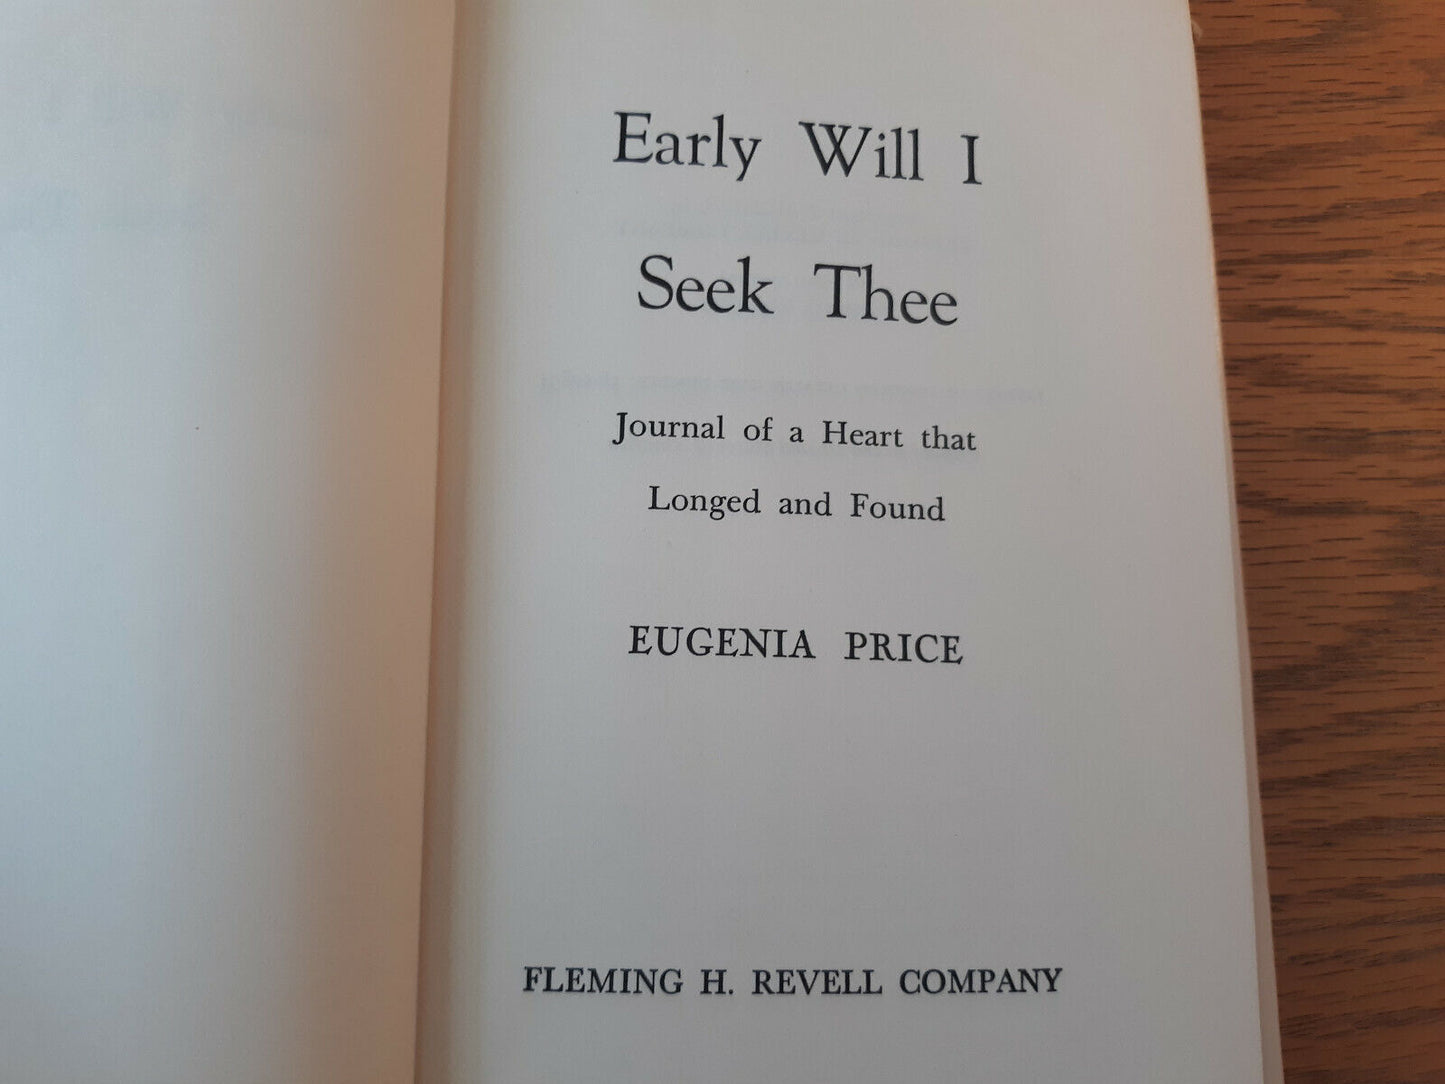 Early Will I
Seek Thee
Journal of a Heart that
Longed and Found
EUGENIA PRICE
FLEMING H. REVELL COMPANY